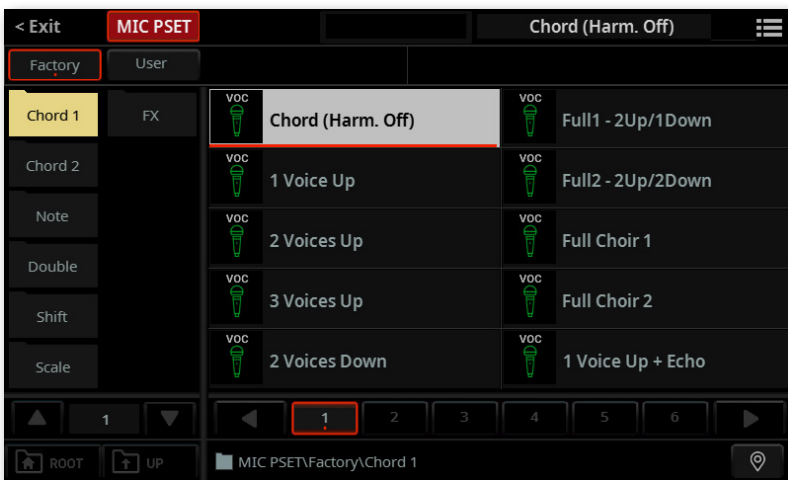 < Exit MIC PSET Chord (Harm. Off)
Factory User
Chord 1 FX
Chord 2
Note
Double
Shift
Scale
VOC Chord (Harm. Off) VOC Full1 - 2Up/1Down
VOC 1 Voice Up VOC Full2 - 2Up/2Down
VOC 2 Voices Up VOC Full Choir 1
VOC 3 Voices Up VOC Full Choir 2
VOC 2 Voices Down VOC 1 Voice Up + Echo
1 1 2 3 4 5 6
ROOT UP MIC PSET\Factory\Chord 1